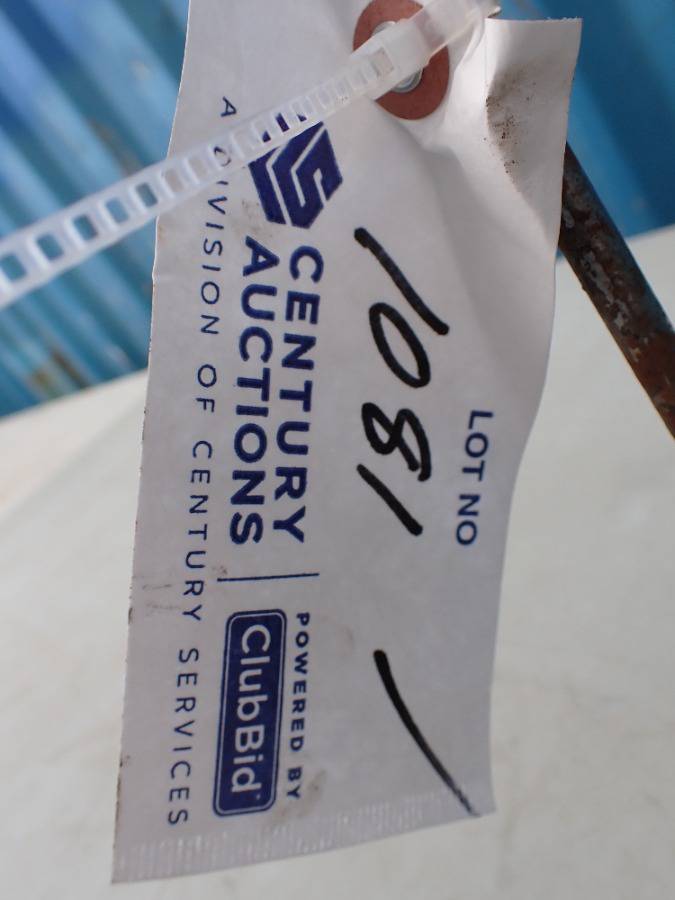 LOT NO
1081
CENTURY
AUCTIONS
POWERED BY
ClubBid
A DIVISION OF CENTURY SERVICES